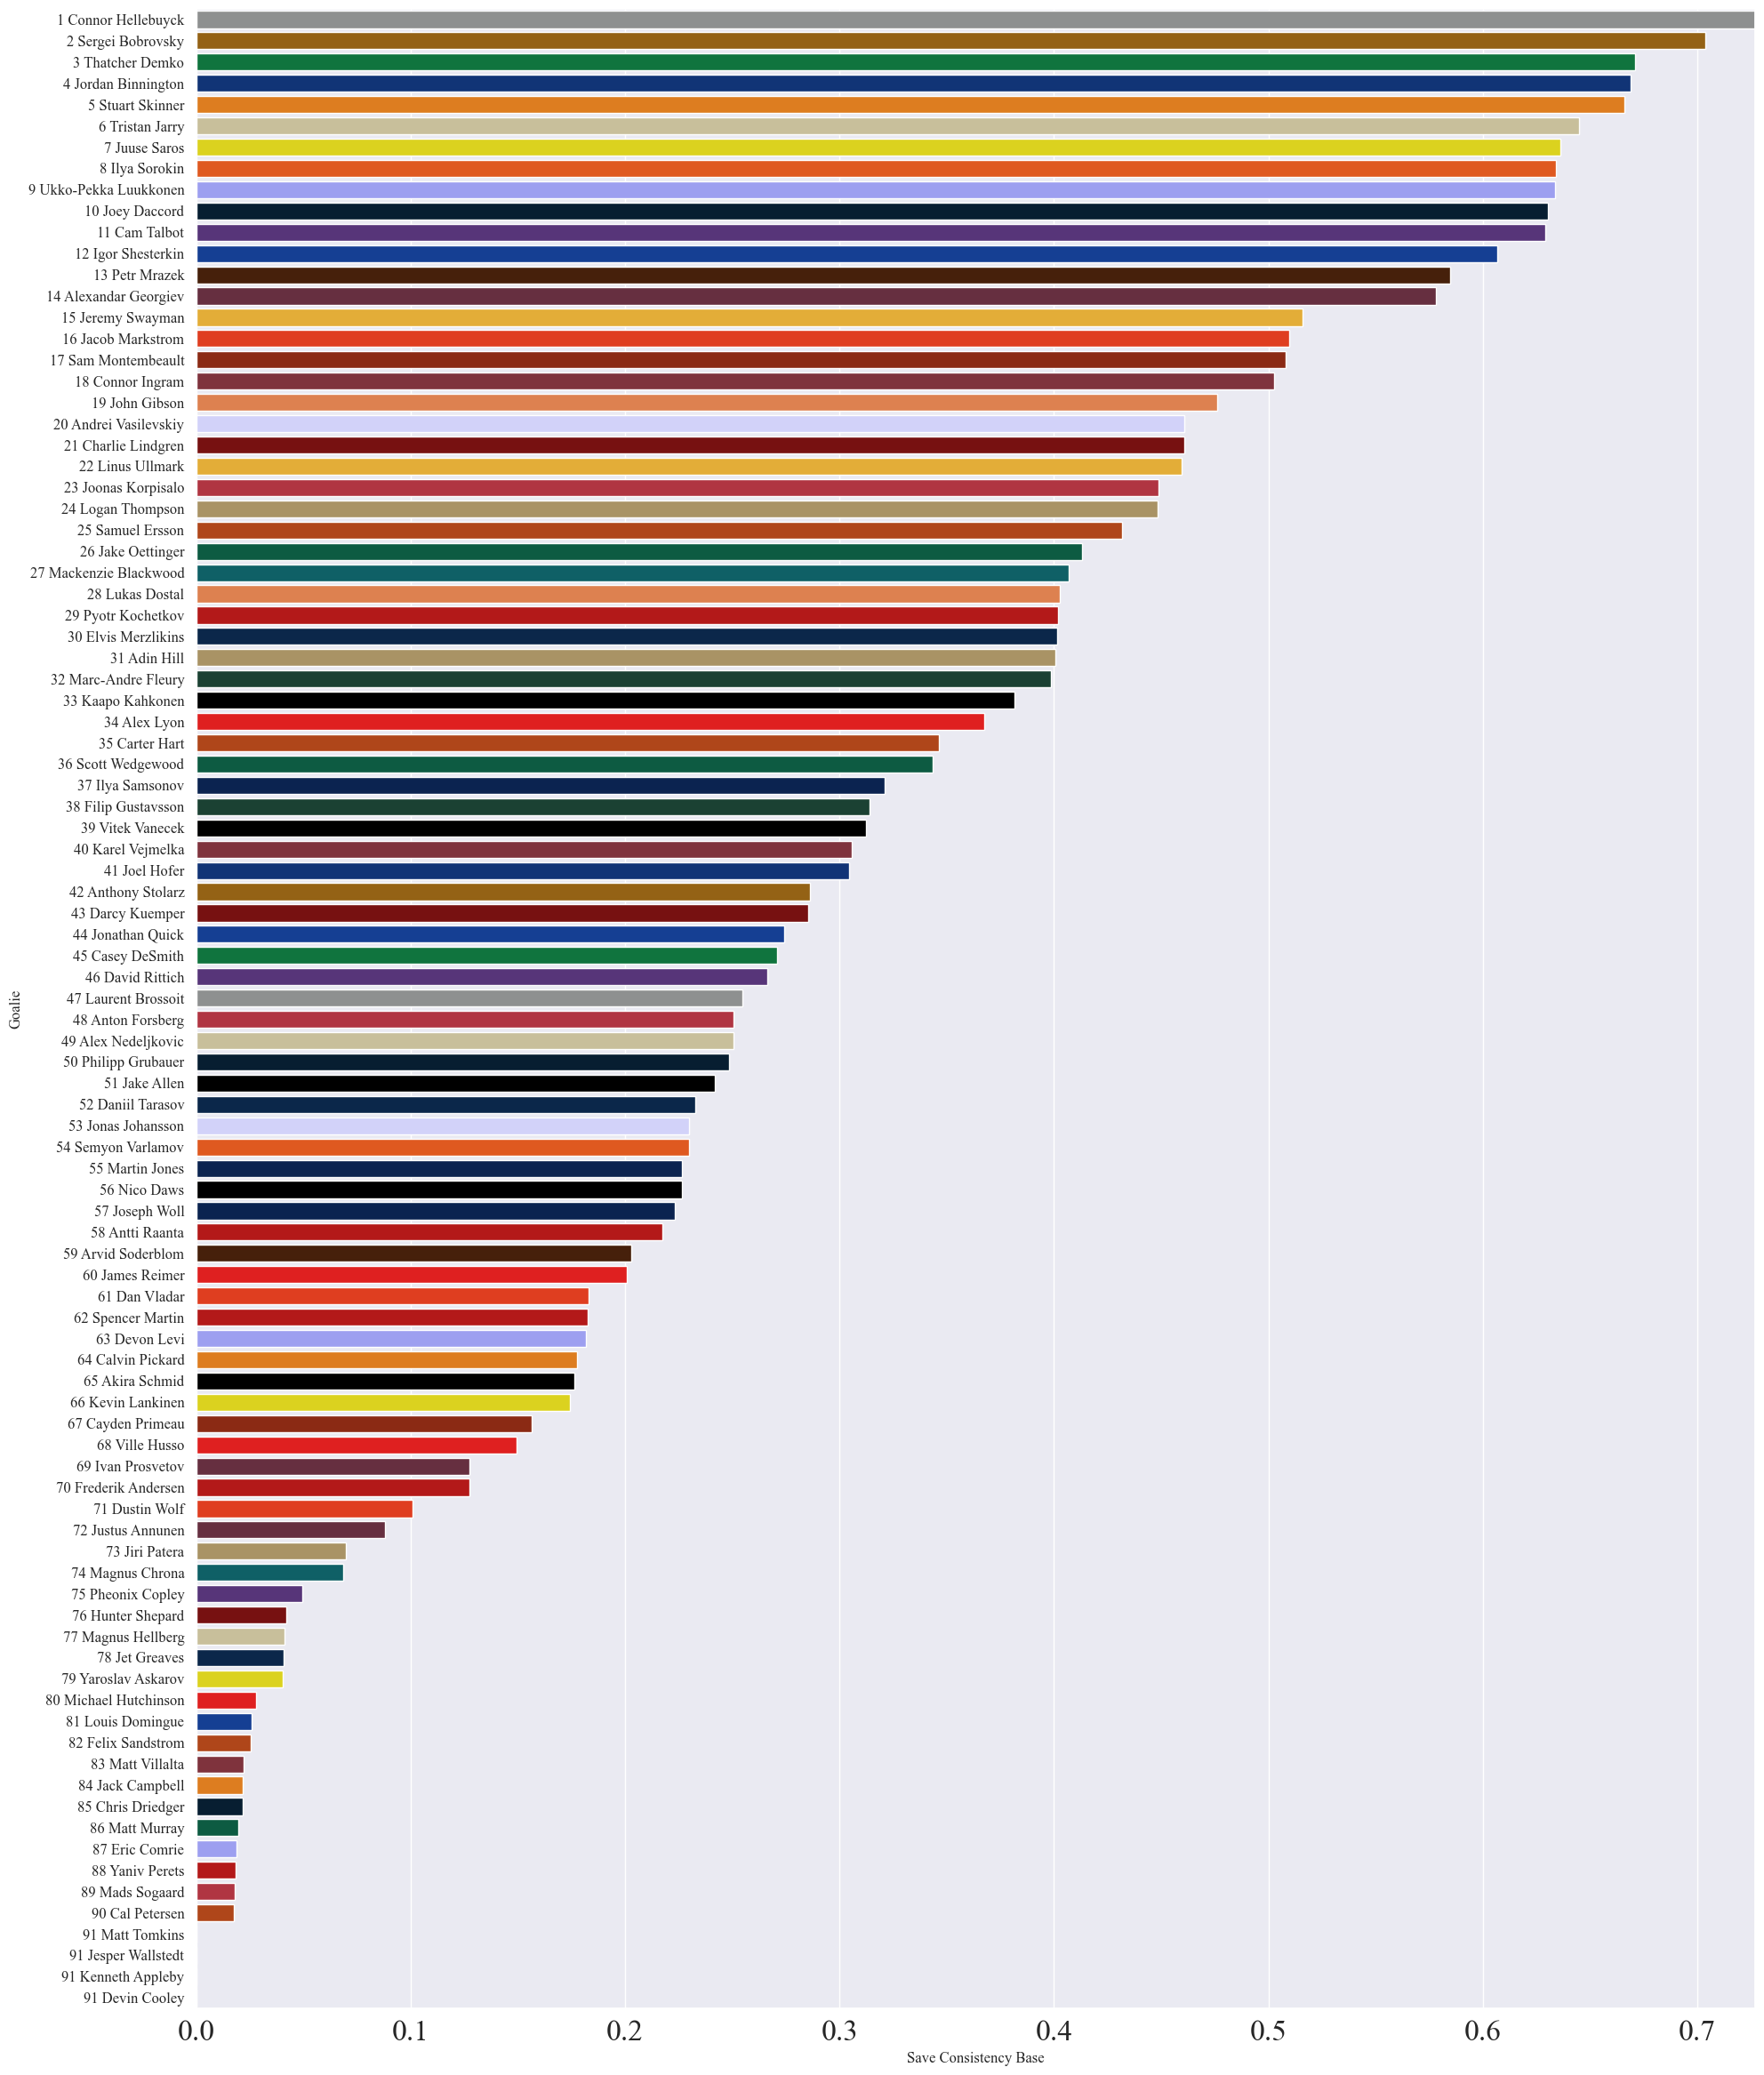 1 Connor Hellebuyck
2 Sergei Bobrovsky
3 Thatcher Demko
4 Jordan Binnington
5 Stuart Skinner
6 Tristan Jarry
7 Juuse Saros
8 Ilya Sorokin
9 Ukko-Pekka Luukkonen
10 Joey Daccord
11 Cam Talbot
12 Igor Shesterkin
13 Petr Mrazek
14 Alexandar Georgiev
15 Jeremy Swayman
16 Jacob Markstrom
17 Sam Montembeault
18 Connor Ingram
19 John Gibson
20 Andrei Vasilevskiy
21 Charlie Lindgren
22 Linus Ullmark
23 Joonas Korpisalo
24 Logan Thompson
25 Samuel Ersson
26 Jake Oettinger
27 Mackenzie Blackwood
28 Lukas Dostal
29 Pyotr Kochetkov
30 Elvis Merzlikins
31 Adin Hill
32 Marc-Andre Fleury
33 Kaapo Kahkonen
34 Alex Lyon
35 Carter Hart
36 Scott Wedgewood
37 Ilya Samsonov
38 Filip Gustavsson
39 Vitek Vanecek
40 Karel Vejmelka
41 Joel Hofer
42 Anthony Stolarz
43 Darcy Kuemper
44 Jonathan Quick
45 Casey DeSmith
46 David Rittich
47 Laurent Brossoit
48 Anton Forsberg
49 Alex Nedeljkovic
50 Philipp Grubauer
51 Jake Allen
52 Daniil Tarasov
53 Jonas Johansson
54 Semyon Varlamov
55 Martin Jones
56 Nico Daws
57 Joseph Woll
58 Antti Raanta
59 Arvid Soderblom
60 James Reimer
61 Dan Vladar
62 Spencer Martin
63 Devon Levi
64 Calvin Pickard
65 Akira Schmid
66 Kevin Lankinen
67 Cayden Primeau
68 Ville Husso
69 Ivan Prosvetov
70 Frederik Andersen
71 Dustin Wolf
72 Justus Annunen
73 Jiri Patera
74 Magnus Chrona
75 Pheonix Copley
76 Hunter Shepard
77 Magnus Hellberg
78 Jet Greaves
79 Yaroslav Askarov
80 Michael Hutchinson
81 Louis Domingue
82 Felix Sandstrom
83 Matt Villalta
84 Jack Campbell
85 Chris Driedger
86 Matt Murray
87 Eric Comrie
88 Yaniv Perets
89 Mads Sogaard
90 Cal Petersen
91 Matt Tomkins
91 Jesper Wallstedt
91 Kenneth Appleby
91 Devin Cooley
Goalie
0.0 0.1 0.2 0.3 0.4 0.5 0.6 0.7
Save Consistency Base